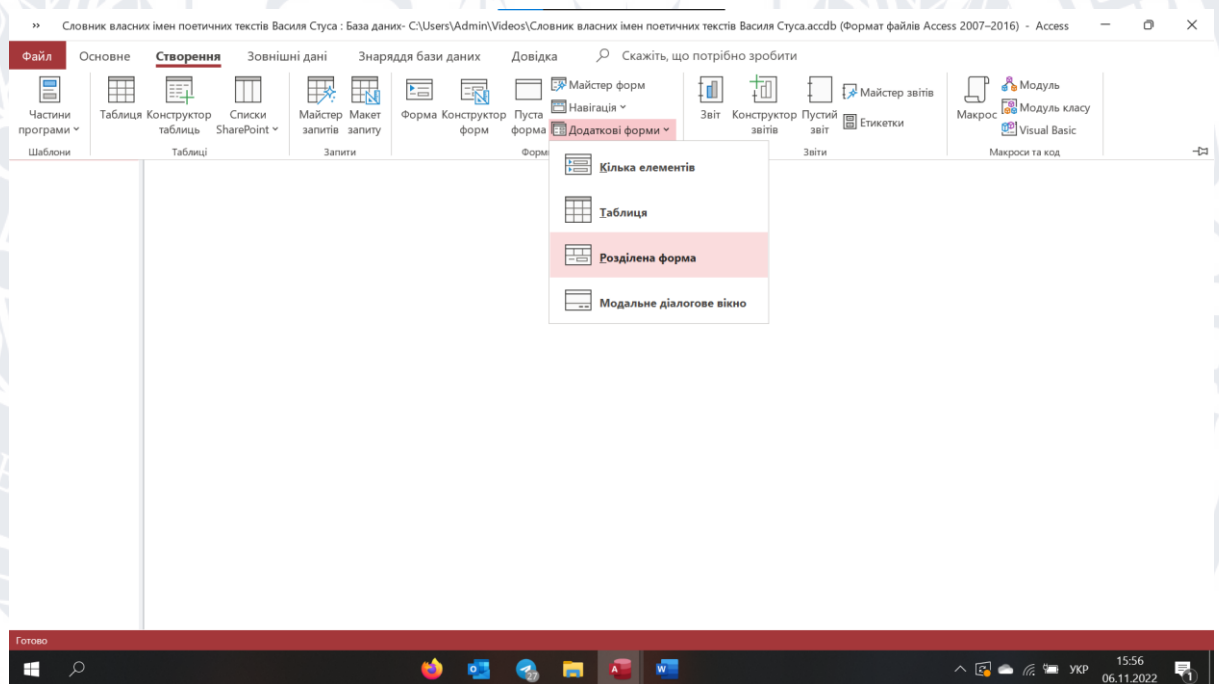 ›› Словник власних імен поетичних текстів Василя Стуса : База даних- C:\Users\Admin\Videos\Словник власних імен поетичних текстів Василя Стуса.accdb (Формат файлів Access 2007–2016) - Access
Файл Основне Створення Зовнішні дані Знаряддя бази даних Довідка Скажіть, що потрібно зробити
Частини програми
Таблиця
Конструктор таблиць
Списки SharePoint
Майстер запитів
Макет запиту
Форма
Конструктор форм
Пуста форма
Майстер форм
Навігація
Додаткові форми
Звіт
Конструктор звітів
Пустий звіт
Майстер звітів
Етикетки
Макрос
Модуль
Модуль класу
Visual Basic
Шаблони Таблиці Запити Форм Звіти Макроси та код
Кілька елементів
Таблиця
Розділена форма
Модальне діалогове вікно
Готово
27
УКР
15:56
06.11.2022
1